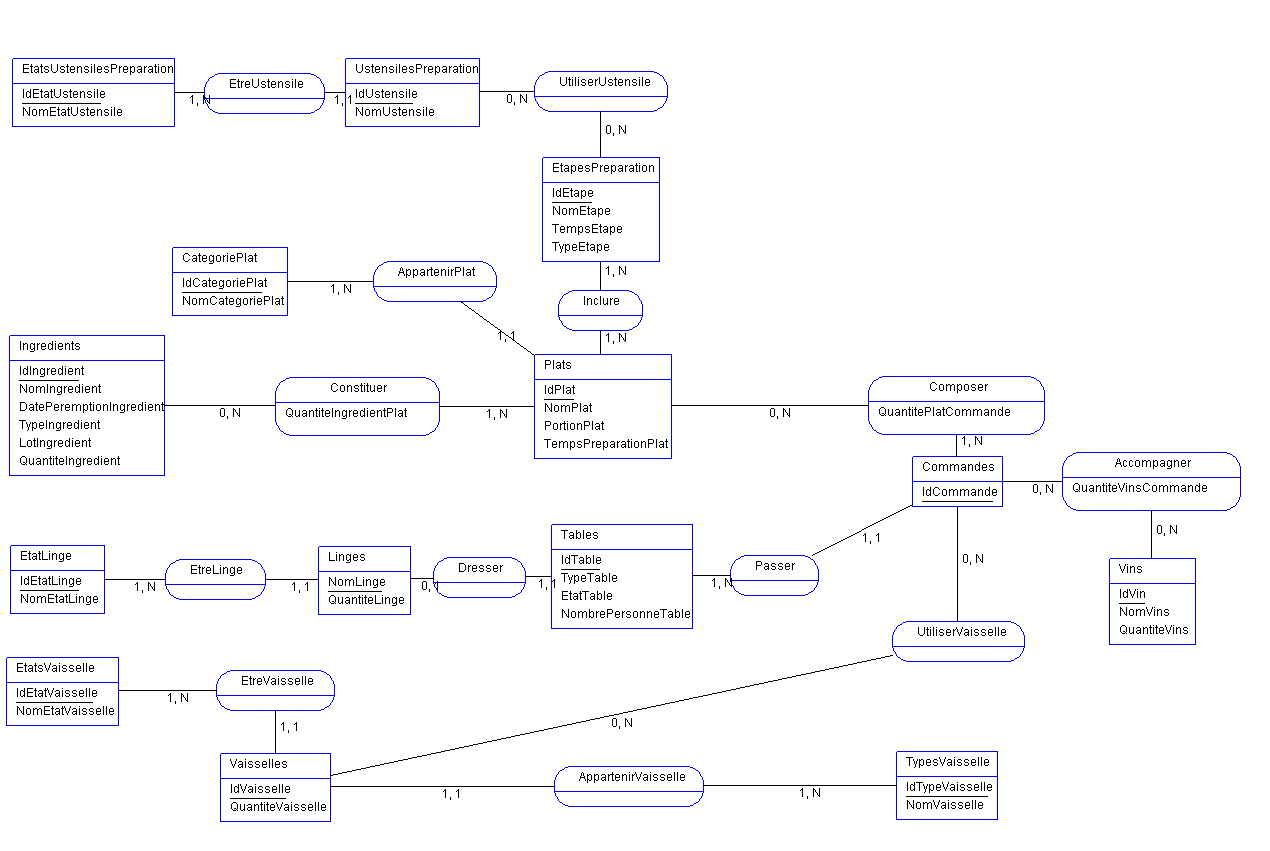 EtatsUstensilesPreparation
IdEtatUstensile
NomEtatUstensile
1, N
EtreUstensile
1, 1
UstensilesPreparation
IdUstensile
NomUstensile
0, N
UtiliserUstensile
0, N
EtapesPreparation
IdEtape
NomEtape
TempsEtape
TypeEtape
1, N
Inclure
1, N
CategoriePlat
IdCategoriePlat
NomCategoriePlat
1, N
AppartenirPlat
1, 1
Ingredients
IdIngredient
NomIngredient
DatePeremptionIngredient
TypeIngredient
LotIngredient
QuantiteIngredient
0, N
Constituer
QuantiteIngredientPlat
1, N
Plats
IdPlat
NomPlat
PortionPlat
TempsPreparationPlat
0, N
Composer
QuantitePlatCommande
1, N
Commandes
IdCommande
0, N
Accompagner
QuantiteVinsCommande
0, N
Vins
IdVin
NomVins
QuantiteVins
EtatLinge
IdEtatLinge
NomEtatLinge
1, N
EtreLinge
1, 1
Linges
NomLinge
QuantiteLinge
0, 1
Dresser
1, 1
Tables
IdTable
TypeTable
EtatTable
NombrePersonneTable
1, N
Passer
1, 1
0, N
UtiliserVaisselle
0, N
EtatsVaisselle
IdEtatVaisselle
NomEtatVaisselle
1, N
EtreVaisselle
1, 1
Vaisselles
IdVaisselle
QuantiteVaisselle
1, 1
AppartenirVaisselle
1, N
TypesVaisselle
IdTypeVaisselle
NomVaisselle